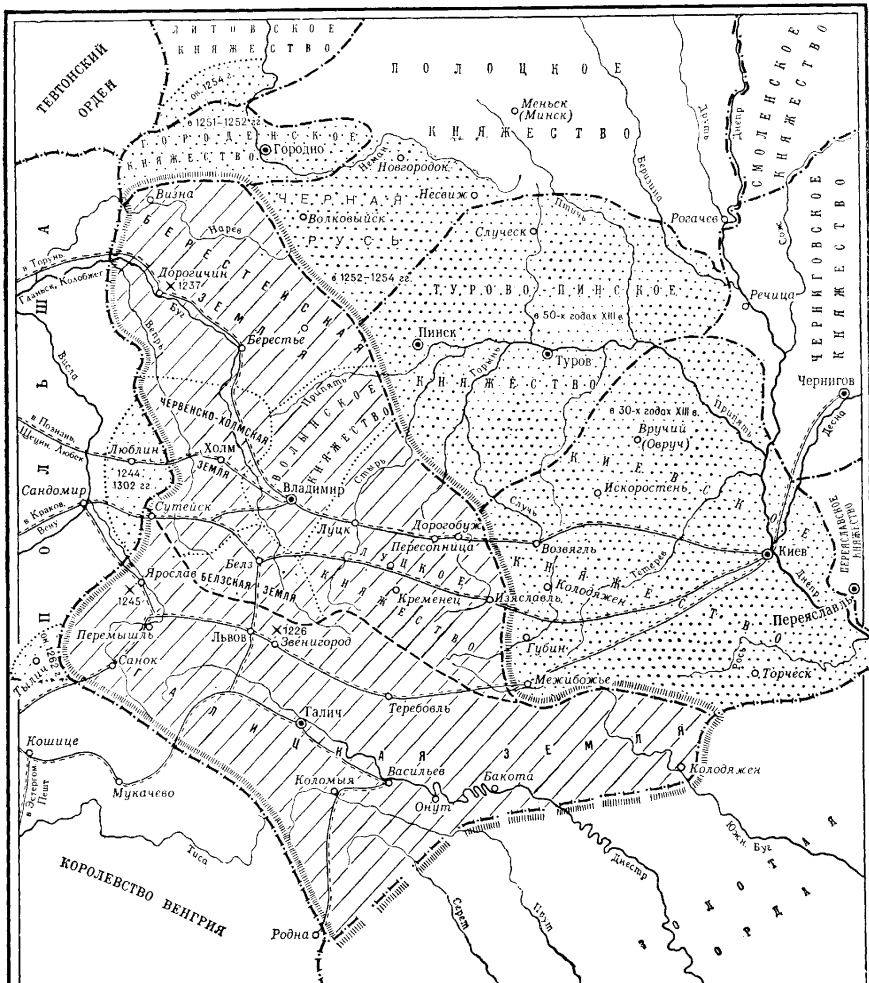 ТЕВТОНСКИЙ
ОРДЕН
ЛИТОВСКОЕ
КНЯЖЕСТВО
ок. 1254 г.
в 1251–1252 гг
ГОРОДЕНСКОЕ
КНЯЖЕСТВО
Городно
ПОЛОЦКОЕ
КНЯЖЕСТВО
Меньск
(Минск)
СМОЛЕНСКОЕ
КНЯЖЕСТВО
ЧЕРНИГОВСКОЕ
КНЯЖЕСТВО
Друть
Днепр
Березина
Сож
Неман
Новгородок
Несвиж
Птичь
Рогачев
Речица
ЧЕРНАЯ
РУСЬ
Волковыйск
в 1252–1254 гг.
Случеск
ТУРОВО-ПИНСКОЕ
КНЯЖЕСТВО
в 50-х годах XIII в.
Пинск
Туров
Горынь
Припять
Визна
Нарев
БЕРЕСТЕЙСКАЯ
ЗЕМЛЯ
в Торунь
Гданьск, Колобжег
Дорогичин
1237
Буг
Берестье
Вепрь
Висла
ПОЛЬША
в Познань
Щецин, Любек
Люблин
1244
1302 гг
Холм
ЧЕРВЕНСКО-ХОЛМСКАЯ
ЗЕМЛЯ
Припять
ВОЛЫНСКОЕ
КНЯЖЕСТВО
Владимир
Стырь
в 30-х годах XIII в.
Вручий
(Овруч)
Искоростень
КИЕВСКОЕ
КНЯЖЕСТВО
Чернигов
Десна
Киев
Днепр
ПЕРЕЯСЛАВСКОЕ
КНЯЖЕСТВО
Переяславль
Сандомир
в Краков,
Вену
Сутейск
Луцк
Дорогобуж
Пересопница
Случь
Возвягль
Тетерев
Колодяжен
Белз
БЕЛЗСКАЯ ЗЕМЛЯ
ЛУЦКОЕ
КНЯЖЕСТВО
Кременец
Изяславль
Ярослав
1245
Перемышль
Львов
1226
Звенигород
Губин
Рось
Торческ
ок. 1262 г.
Тылич
Санок
Теребовль
Межибожье
ГАЛИЦКАЯ ЗЕМЛЯ
Галич
Кошице
в Эстергом,
Пешт
Мукачево
Коломыя
Васильев
Онут
Бакота
Колодяжен
Южн. Буг
Тиса
КОРОЛЕВСТВО ВЕНГРИЯ
Родна
Серет
Прут
Днестр
ЗОЛОТАЯ
ОРДА